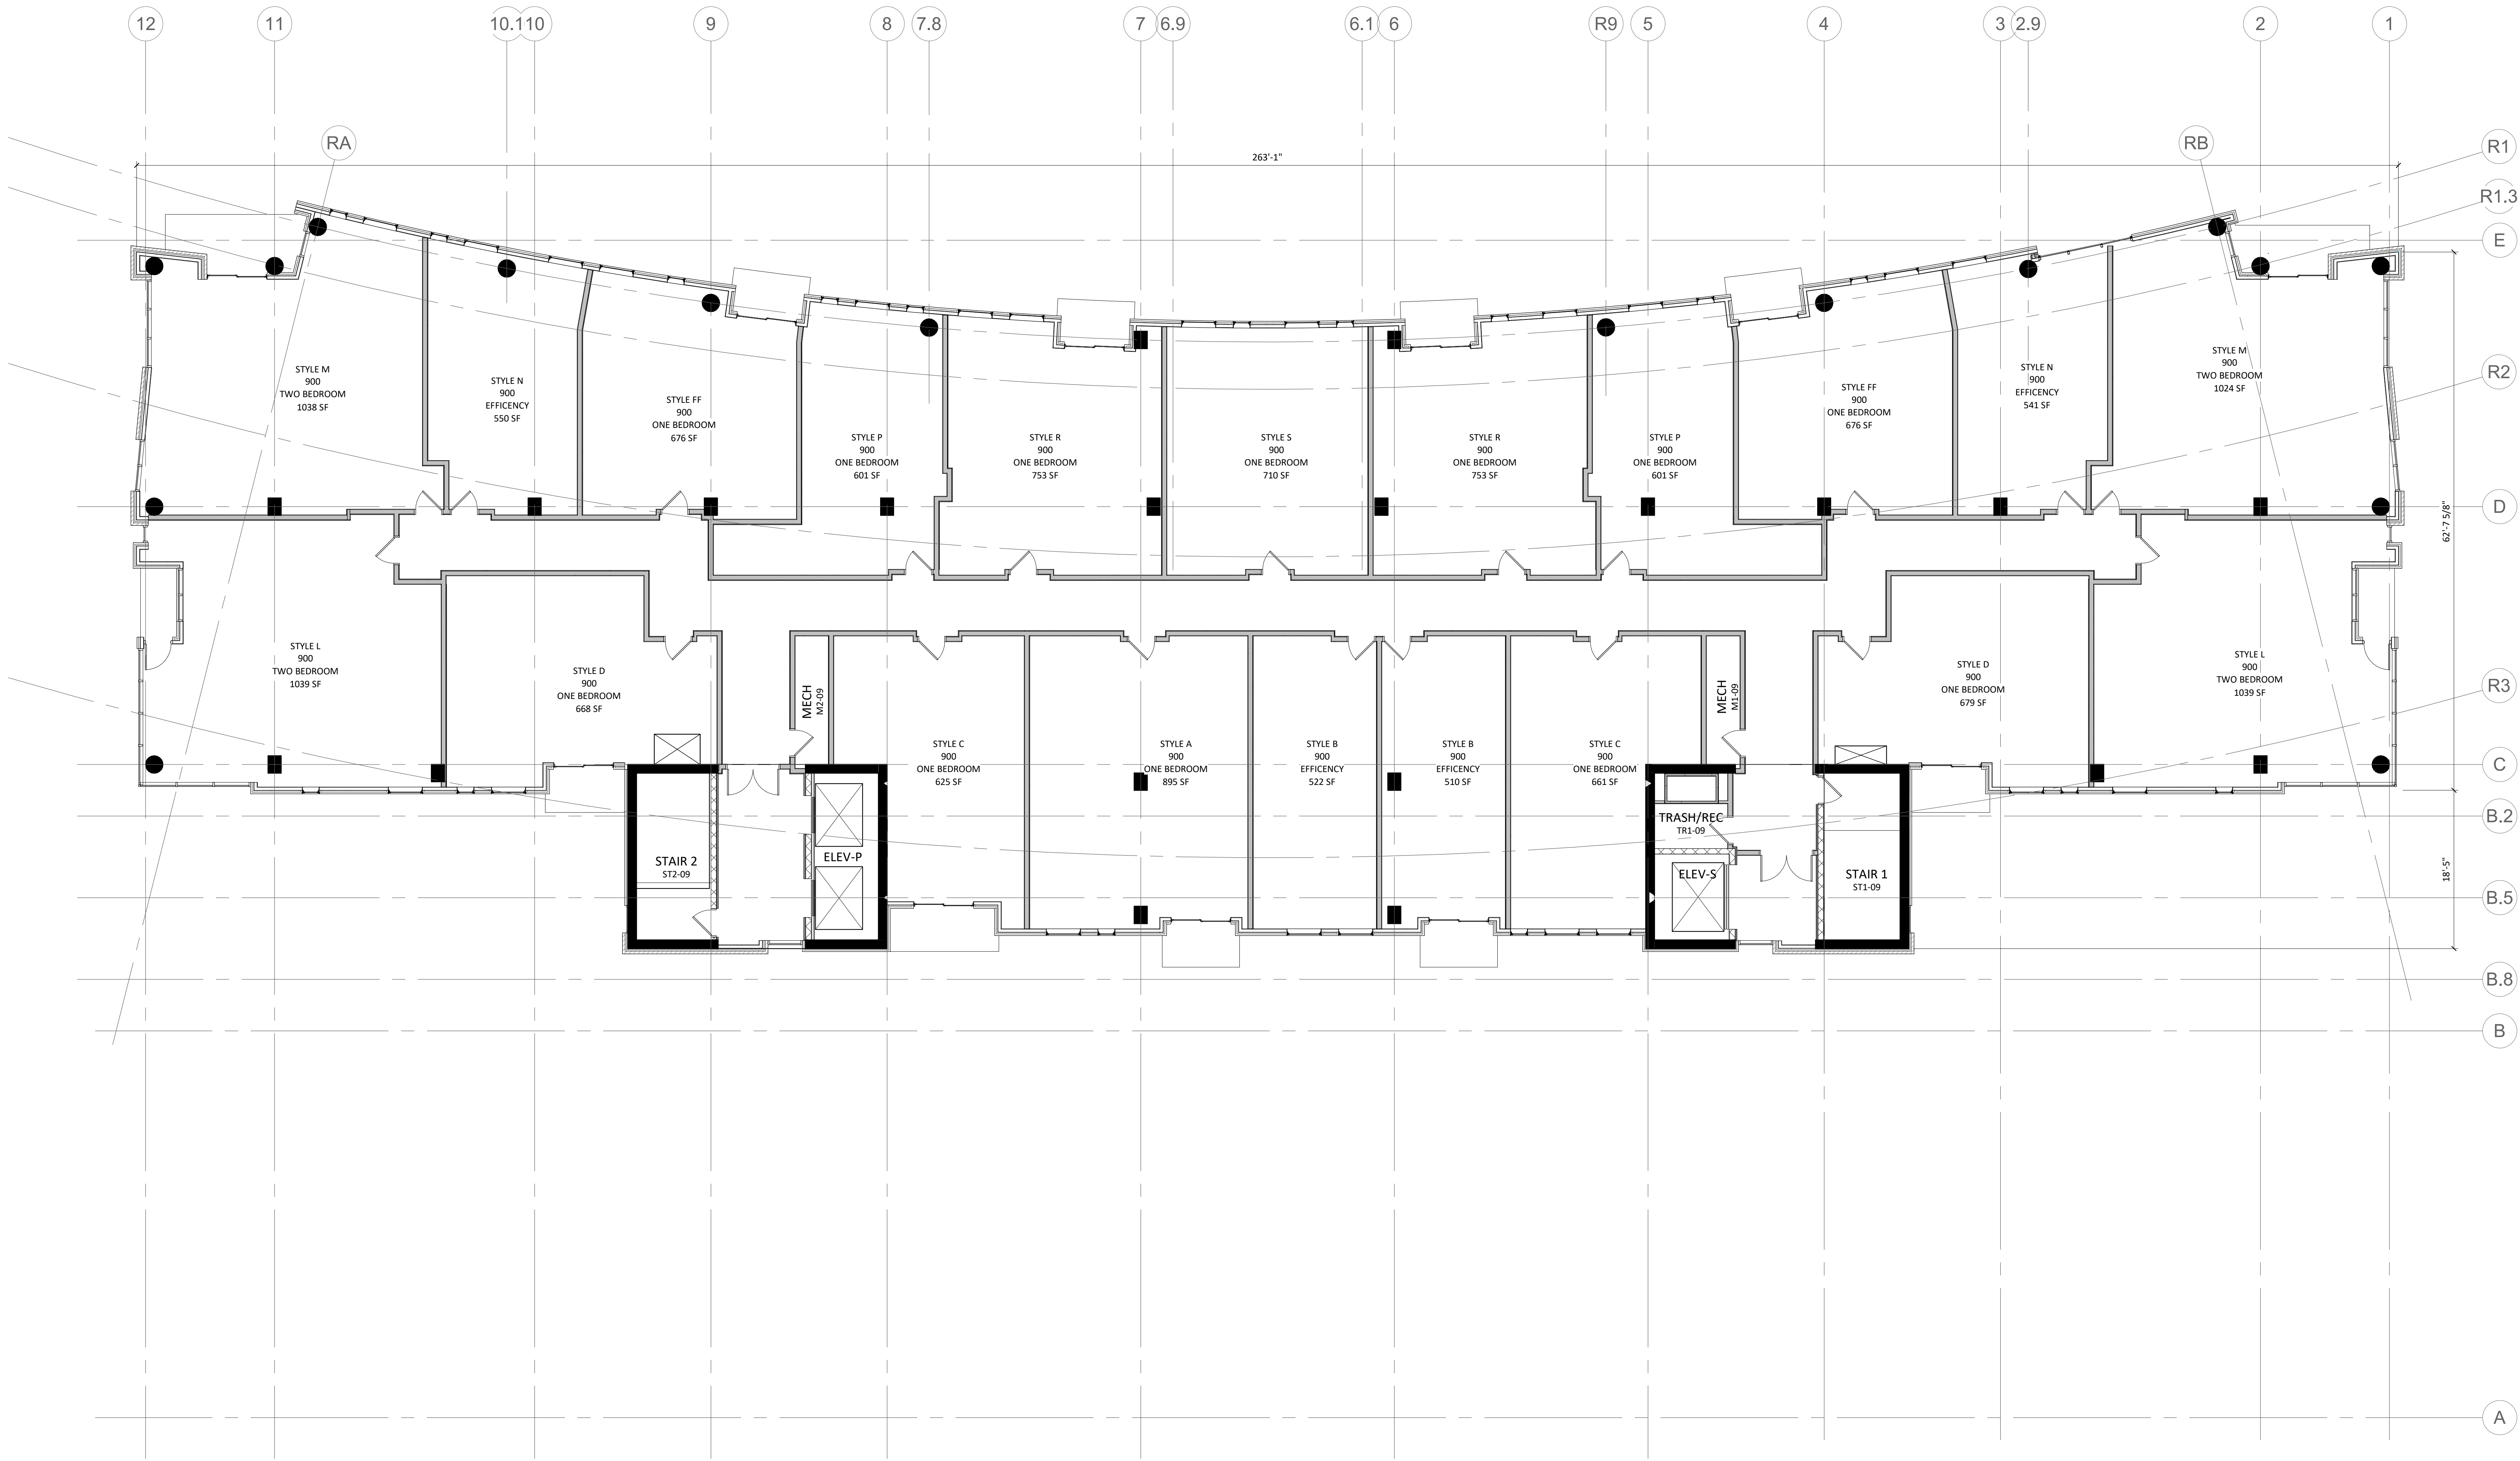 12
11
10.1
10
9
8
7.8
7
6.9
6.1
6
R9
5
4
3
2.9
2
1
RA
RB
R1
263'-1"
R1.3
E
STYLE M
900
TWO BEDROOM
1038 SF
STYLE N
900
EFFICENCY
550 SF
STYLE FF
900
ONE BEDROOM
676 SF
STYLE P
900
ONE BEDROOM
601 SF
STYLE R
900
ONE BEDROOM
753 SF
STYLE S
900
ONE BEDROOM
710 SF
STYLE R
900
ONE BEDROOM
753 SF
STYLE P
900
ONE BEDROOM
601 SF
STYLE FF
900
ONE BEDROOM
676 SF
STYLE N
900
EFFICENCY
541 SF
STYLE M
900
TWO BEDROOM
1024 SF
R2
D
62'-7 5/8"
STYLE L
900
TWO BEDROOM
1039 SF
STYLE D
900
ONE BEDROOM
668 SF
MECH
M2-09
STYLE C
900
ONE BEDROOM
625 SF
STYLE A
900
ONE BEDROOM
895 SF
STYLE B
900
EFFICENCY
522 SF
STYLE B
900
EFFICENCY
510 SF
STYLE C
900
ONE BEDROOM
661 SF
MECH
M1-09
STYLE D
900
ONE BEDROOM
679 SF
STYLE L
900
TWO BEDROOM
1039 SF
R3
C
B.2
TRASH/REC
TR1-09
STAIR 2
ST2-09
ELEV-P
ELEV-S
STAIR 1
ST1-09
18'-5"
B.5
B.8
B
A